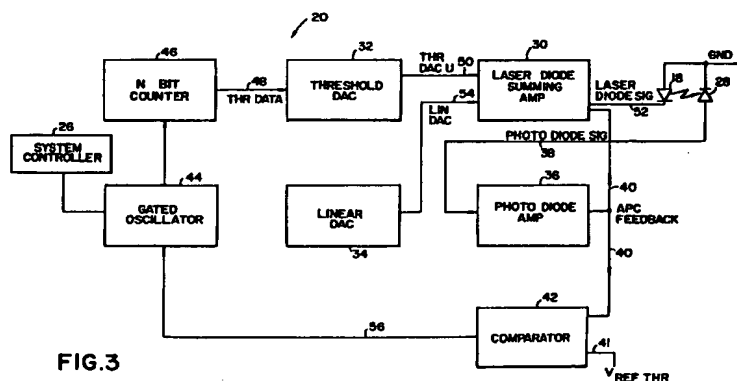 20
46
N BIT
COUNTER
48
THR DATA
32
THRESHOLD
DAC
THR
DAC U
50
54
LIN
DAC
30
LASER DIODE
SUMMING
AMP
LASER
DIODE SIG
52
18
GND
28
26
SYSTEM
CONTROLLER
44
GATED
OSCILLATOR
LINEAR
DAC
34
PHOTO DIODE SIG
38
36
PHOTO DIODE
AMP
40
APC
FEEDBACK
40
42
COMPARATOR
41
V REF THR
56
FIG.3